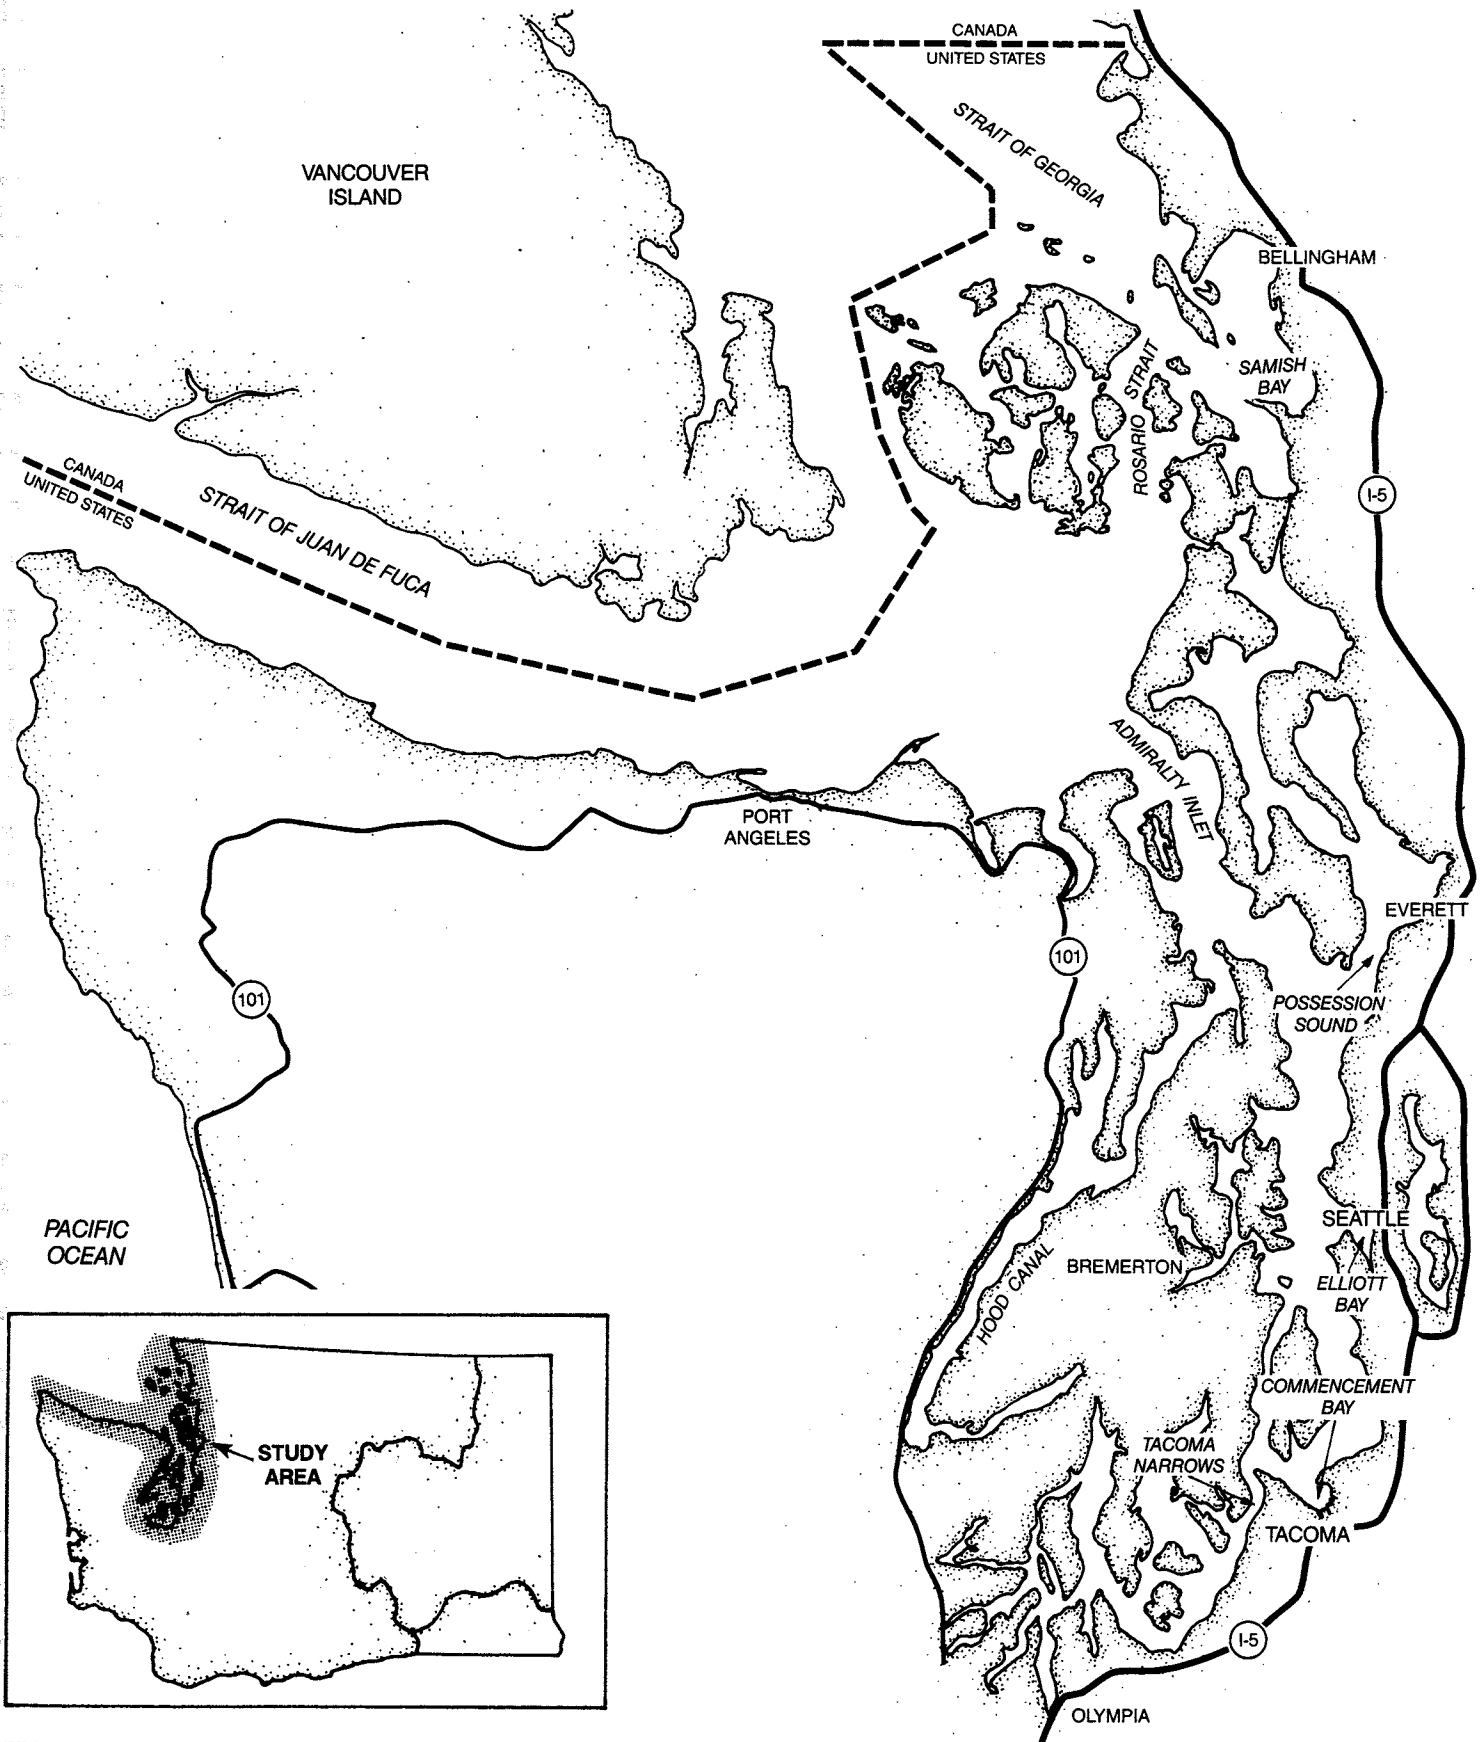 CANADA
UNITED STATES
STRAIT OF GEORGIA
VANCOUVER
ISLAND
BELLINGHAM
ROSARIO STRAIT
SAMISH
BAY
I-5
CANADA
UNITED STATES
STRAIT OF JUAN DE FUCA
ADMIRALTY INLET
PORT
ANGELES
EVERETT
101
101
POSSESSION
SOUND
PACIFIC
OCEAN
SEATTLE
HOOD CANAL
BREMERTON
ELLIOTT
BAY
COMMENCEMENT
BAY
TACOMA
NARROWS
STUDY
AREA
TACOMA
I-5
OLYMPIA